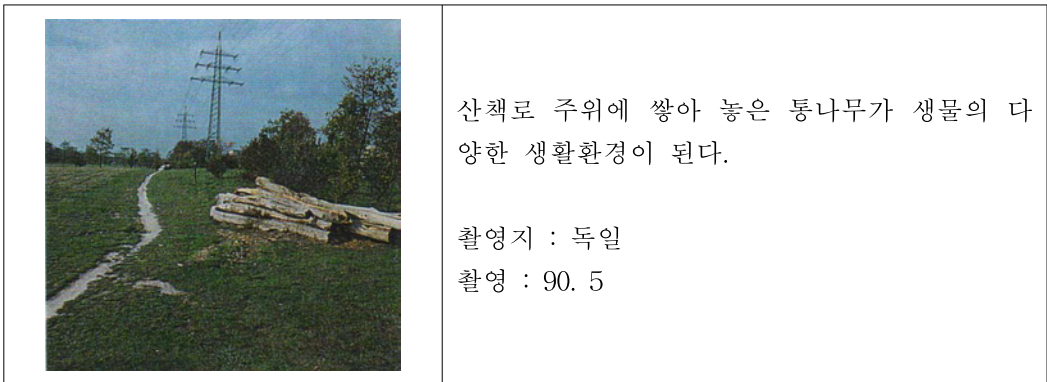 산책로 주위에 쌓아 놓은 통나무가 생물의 다
양한 생활환경이 된다.
촬영지 : 독일
촬영 : 90. 5